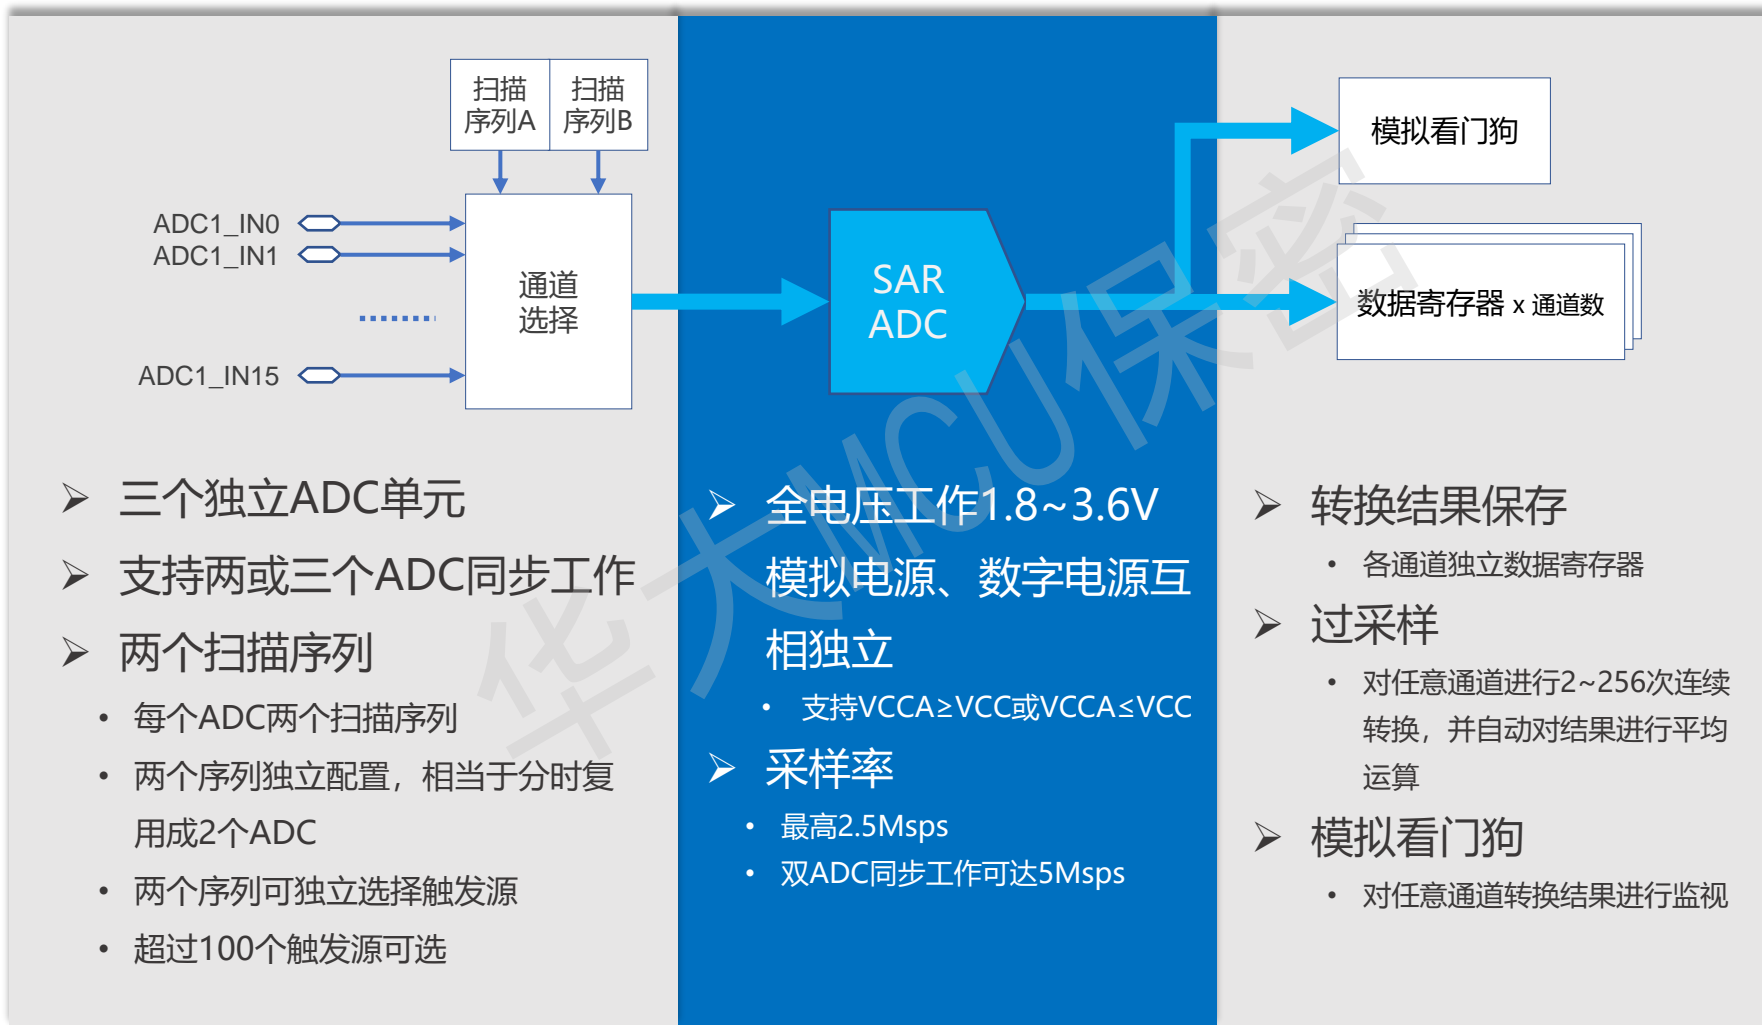 扫描
序列A
扫描
序列B
ADC1_IN0
ADC1_IN1
ADC1_IN15
通道
选择
SAR
ADC
模拟看门狗
数据寄存器 x 通道数
三个独立ADC单元
支持两或三个ADC同步工作
两个扫描序列
• 每个ADC两个扫描序列
• 两个序列独立配置，相当于分时复
用成2个ADC
• 两个序列可独立选择触发源
• 超过100个触发源可选
全电压工作1.8~3.6V
模拟电源、数字电源互
相独立
• 支持VCCA≥VCC或VCCA≤VCC
采样率
• 最高2.5Msps
• 双ADC同步工作可达5Msps
转换结果保存
• 各通道独立数据寄存器
过采样
• 对任意通道进行2~256次连续
转换，并自动对结果进行平均
运算
模拟看门狗
• 对任意通道转换结果进行监视
华大MCU保密